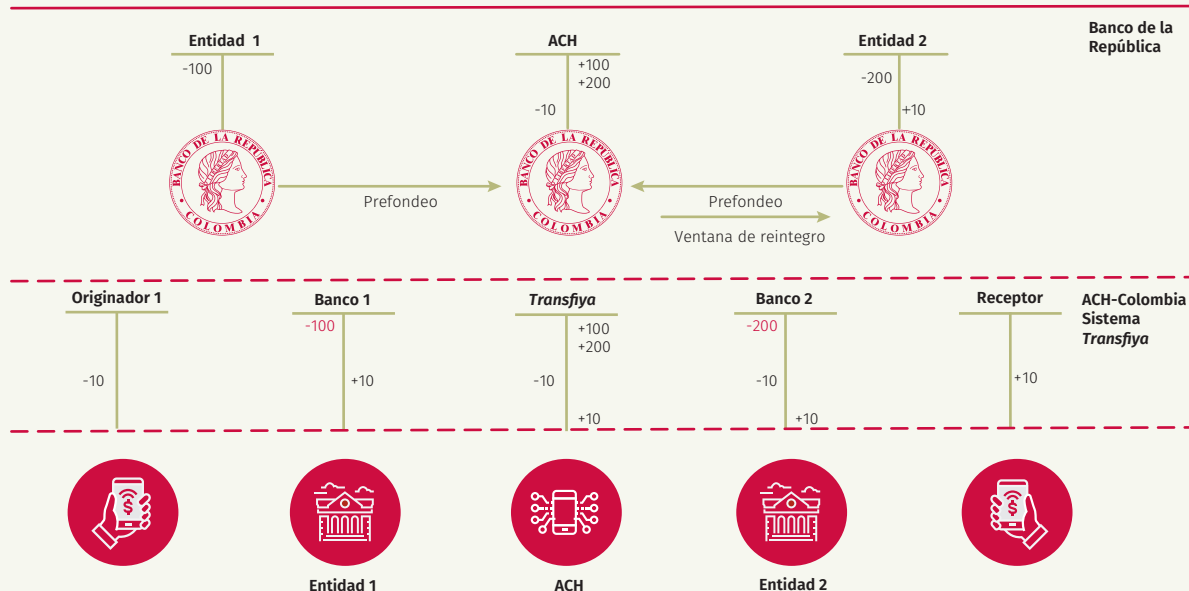 Banco de la
República
Entidad 1
ACH
Entidad 2
-100
+100
+200
-10
-200
+10
BANCO DE LA REPÚBLICA
COLOMBIA
BANCO DE LA REPÚBLICA
COLOMBIA
BANCO DE LA REPÚBLICA
COLOMBIA
Prefondeo
Prefondeo
Ventana de reintegro
Originador 1
Banco 1
Transfiya
Banco 2
Receptor
ACH-Colombia
Sistema
Transfiya
-10
-100
+10
+100
+200
-10
+10
-200
-10
+10
+10
$
$
Entidad 1
ACH
Entidad 2